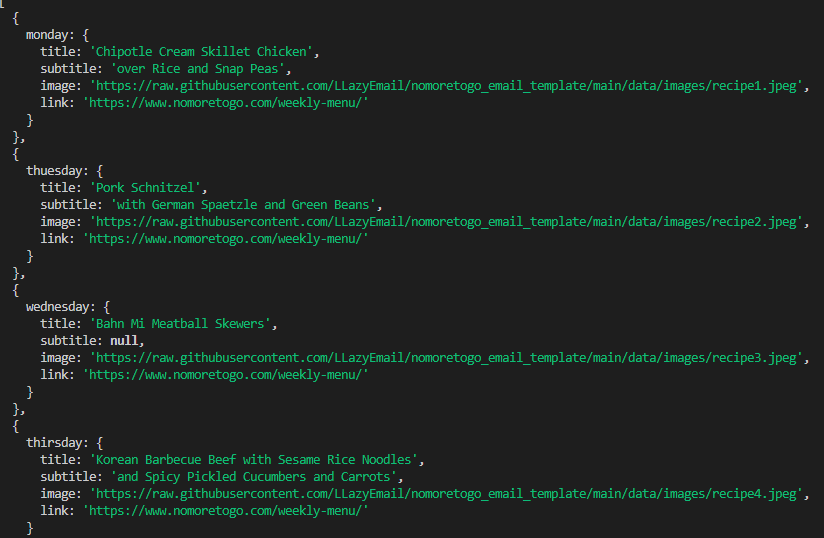 [
{
monday: {
title: 'Chipotle Cream Skillet Chicken',
subtitle: 'over Rice and Snap Peas',
image: 'https://raw.githubusercontent.com/LLazyEmail/nomoretogo_email_template/main/data/images/recipe1.jpeg',
link: 'https://www.nomoretogo.com/weekly-menu/'
}
},
{
thuesday: {
title: 'Pork Schnitzel',
subtitle: 'with German Spaetzle and Green Beans',
image: 'https://raw.githubusercontent.com/LLazyEmail/nomoretogo_email_template/main/data/images/recipe2.jpeg',
link: 'https://www.nomoretogo.com/weekly-menu/'
}
},
{
wednesday: {
title: 'Bahn Mi Meatball Skewers',
subtitle: null,
image: 'https://raw.githubusercontent.com/LLazyEmail/nomoretogo_email_template/main/data/images/recipe3.jpeg',
link: 'https://www.nomoretogo.com/weekly-menu/'
}
},
{
thirsday: {
title: 'Korean Barbecue Beef with Sesame Rice Noodles',
subtitle: 'and Spicy Pickled Cucumbers and Carrots',
image: 'https://raw.githubusercontent.com/LLazyEmail/nomoretogo_email_template/main/data/images/recipe4.jpeg',
link: 'https://www.nomoretogo.com/weekly-menu/'
}